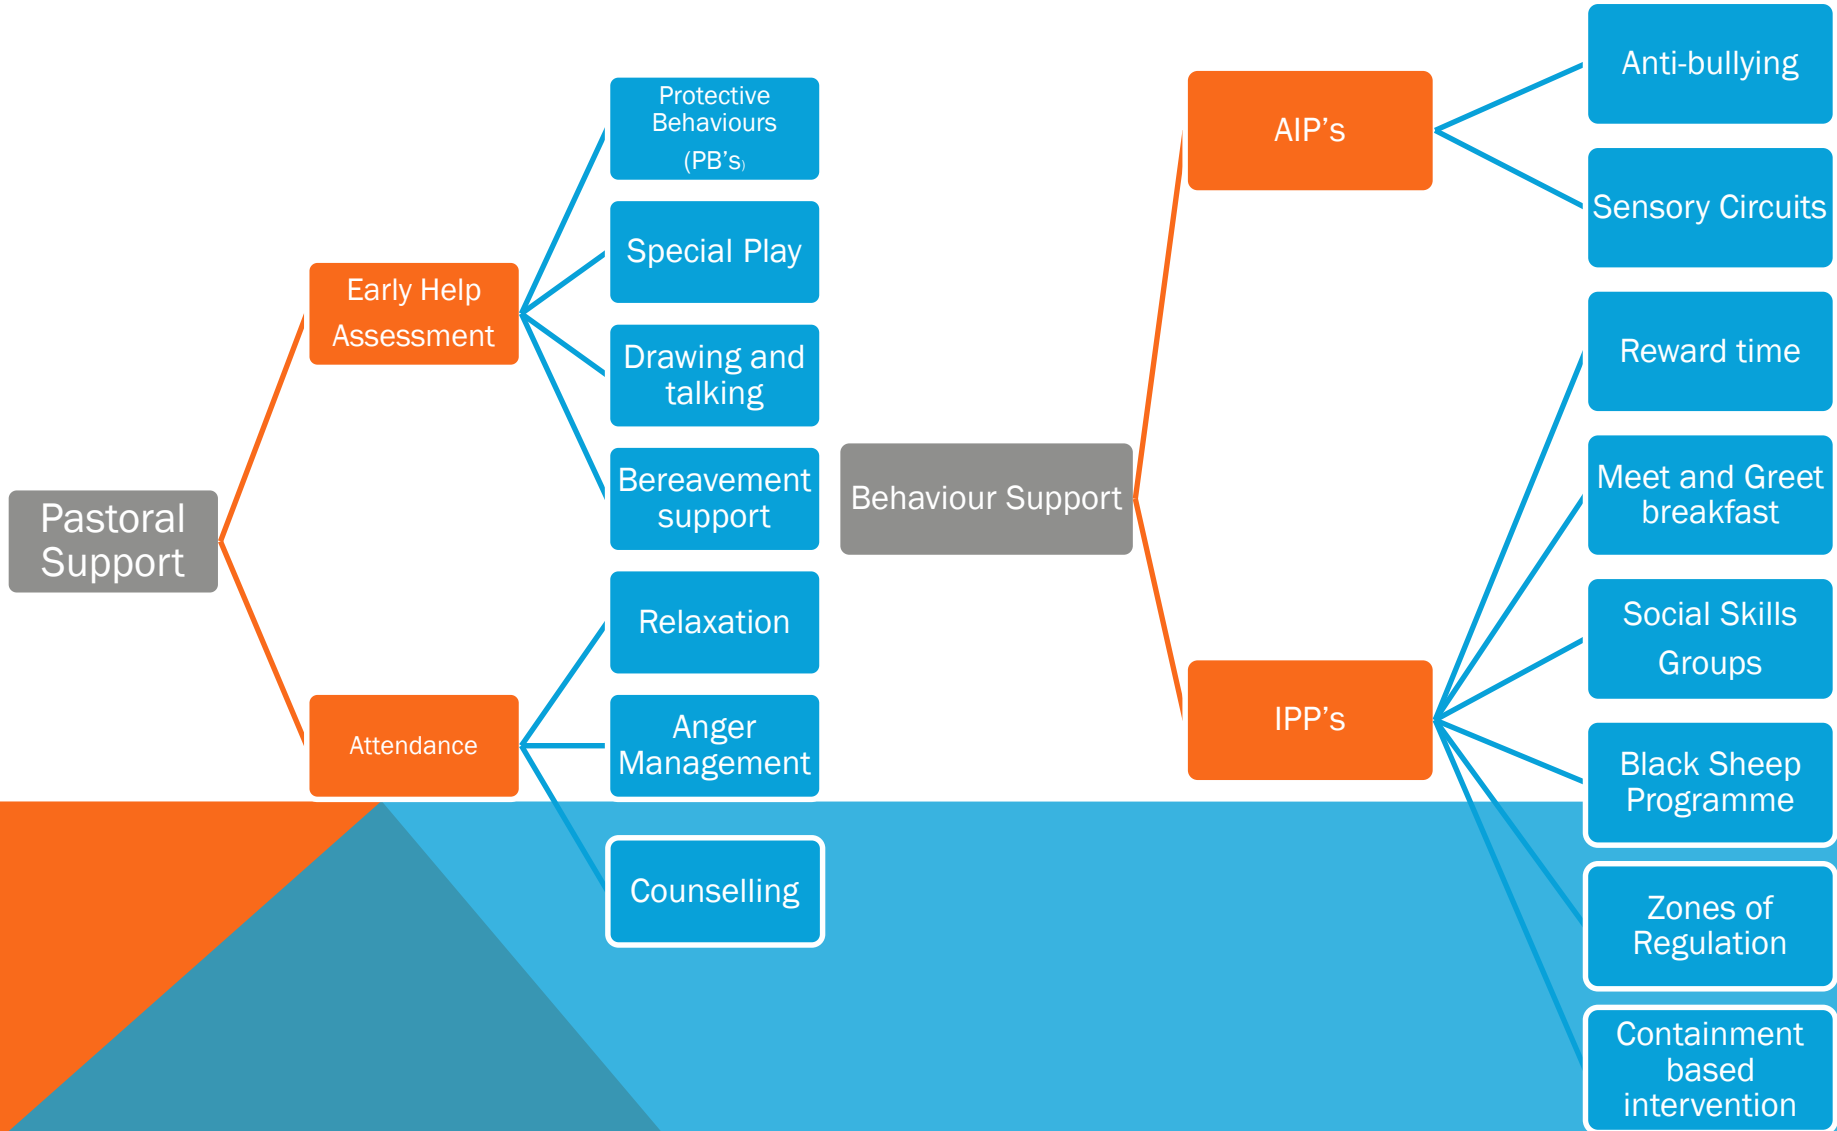 Pastoral
Support
Early Help
Assessment
Protective
Behaviours
(PB's)
Special Play
Drawing and
talking
Bereavement
support
Attendance
Relaxation
Anger
Management
Counselling
Behaviour Support
AIP's
Anti-bullying
Sensory Circuits
IPP's
Reward time
Meet and Greet
breakfast
Social Skills
Groups
Black Sheep
Programme
Zones of
Regulation
Containment
based
intervention